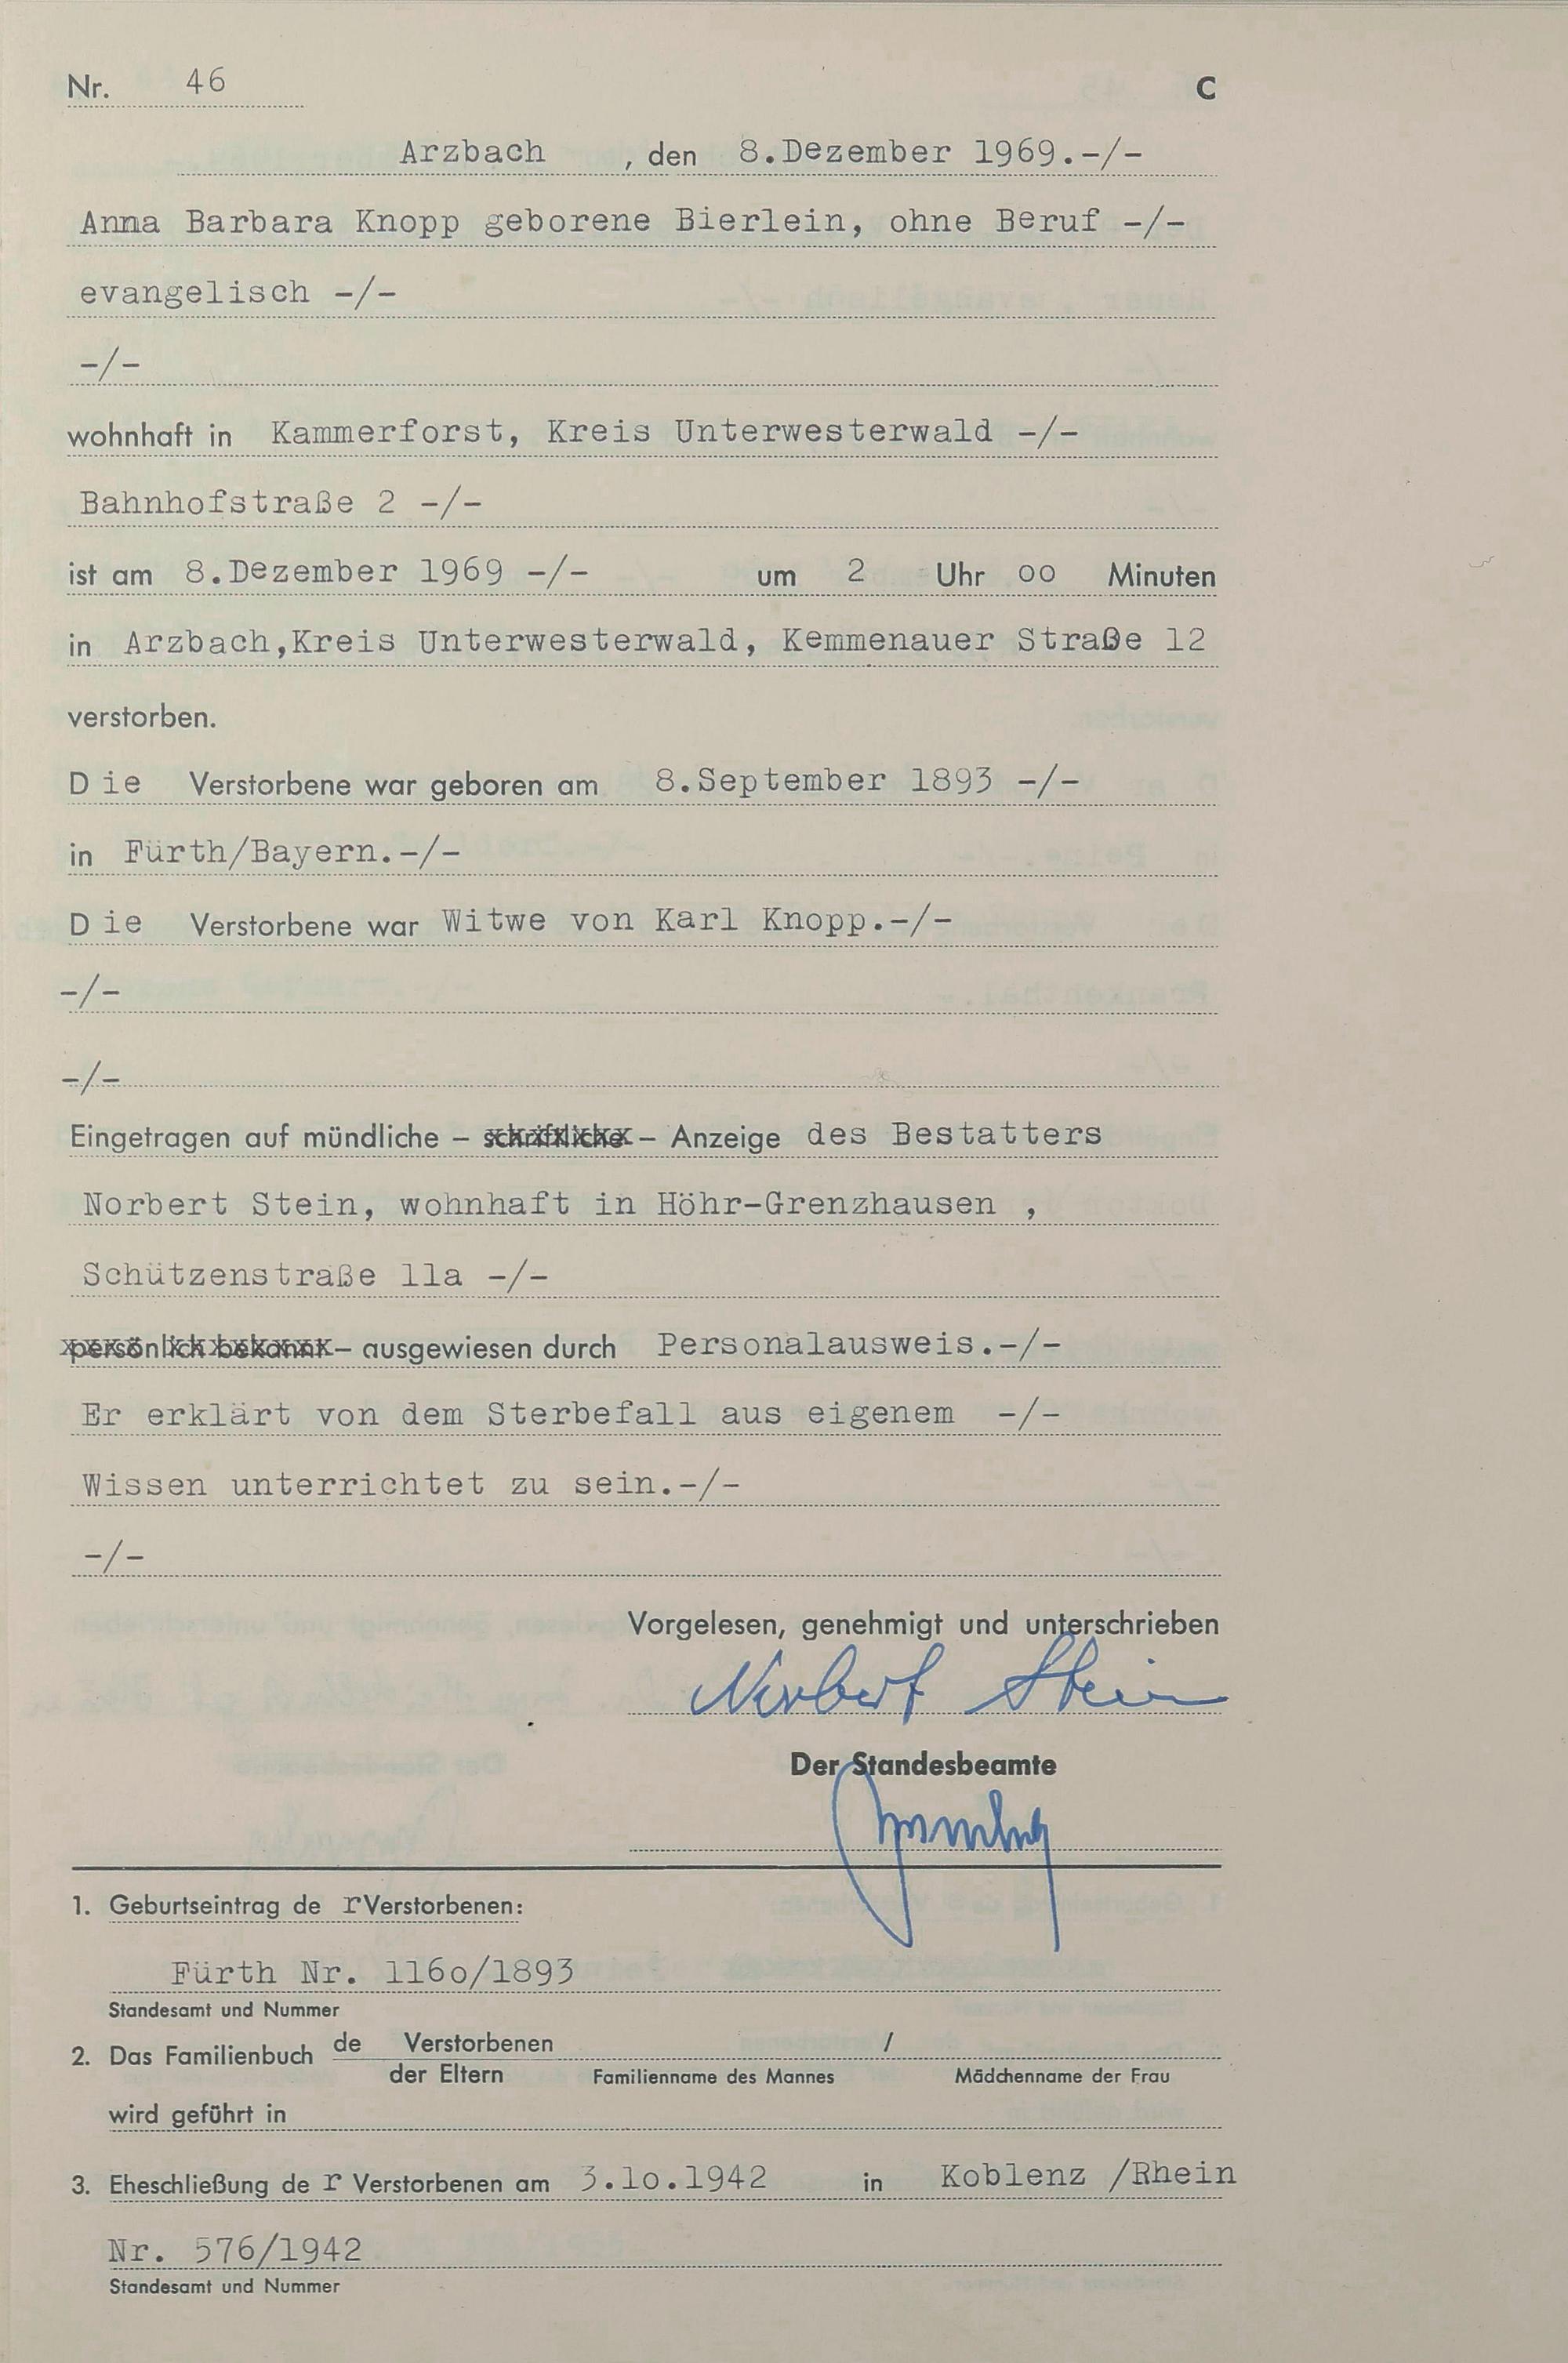 Nr. 46 C
Arzbach , den 8.Dezember 1969.-/-
Anna Barbara Knopp geborene Bierlein, ohne Beruf -/-
evangelisch -/-
-/-
wohnhaft in Kammerforst, Kreis Unterwesterwald -/-
Bahnhofstraße 2 -/-
ist am 8.Dezember 1969 -/- um 2 Uhr oo Minuten
in Arzbach,Kreis Unterwesterwald, Kemmenauer Straße 12
verstorben.
D ie Verstorbene war geboren am 8.September 1893 -/-
in Fürth/Bayern.-/-
D ie Verstorbene war Witwe von Karl Knopp.-/-
-/-
-/-
Eingetragen auf mündliche – schriftliche – Anzeige des Bestatters
Norbert Stein, wohnhaft in Höhr-Grenzhausen ,
Schützenstraße 11a -/-
persönlich bekannt – ausgewiesen durch Personalausweis.-/-
Er erklärt von dem Sterbefall aus eigenem -/-
Wissen unterrichtet zu sein.-/-
-/-
Vorgelesen, genehmigt und unterschrieben
Norbert Stein
Der Standesbeamte
1. Geburtseintrag de r Verstorbenen:
Fürth Nr. 116o/1893
Standesamt und Nummer
2. Das Familienbuch de Verstorbenen /
der Eltern Familienname des Mannes Mädchenname der Frau
wird geführt in
3. Eheschließung de r Verstorbenen am 3.1o.1942 in Koblenz /Rhein
Nr. 576/1942
Standesamt und Nummer